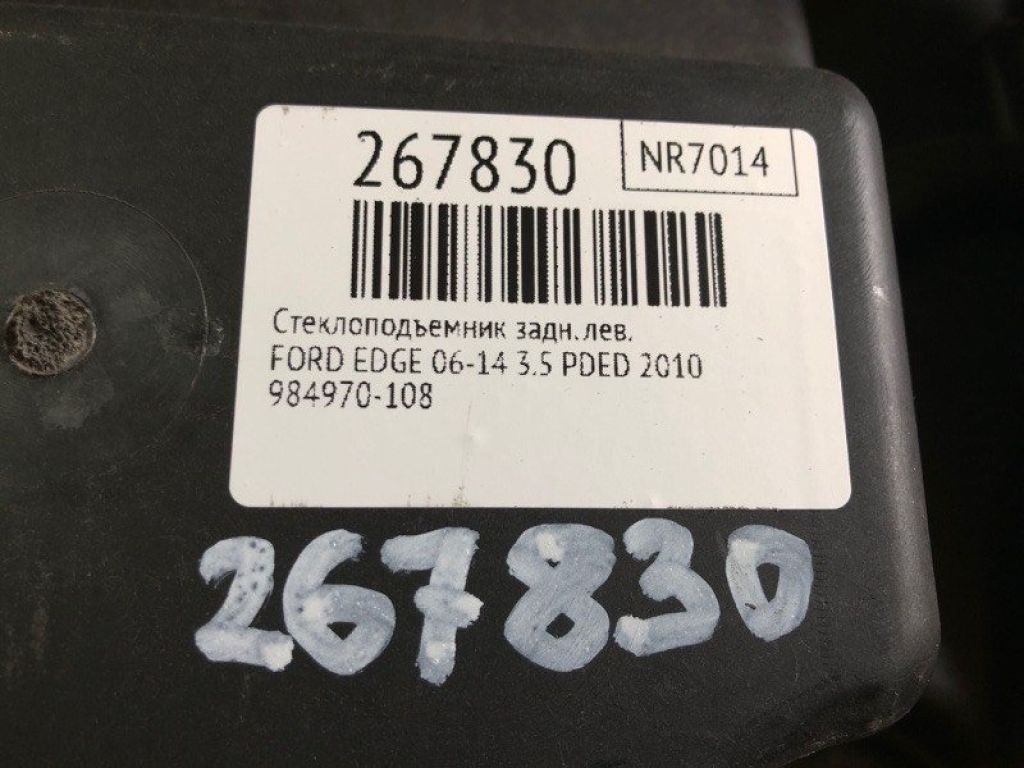 267830
NR7014
Стеклоподъемник задн.лев.
FORD EDGE 06-14 3.5 PDED 2010
984970-108
267830